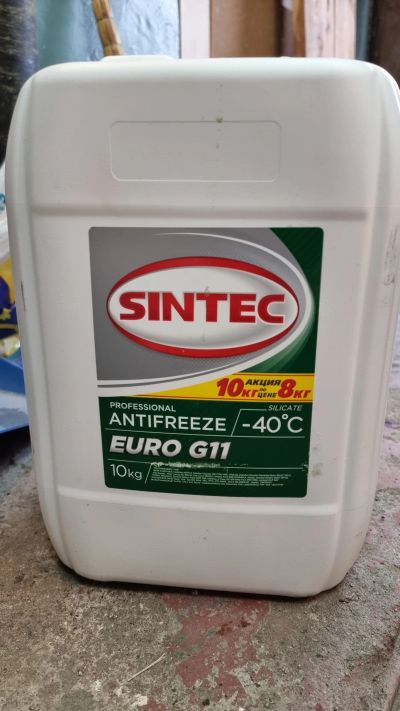 SINTEC
10КГ АКЦИЯ ПО ЦЕНЕ 8КГ
PROFESSIONAL
SILICATE
ANTIFREEZE -40°C
EURO G11
10kg